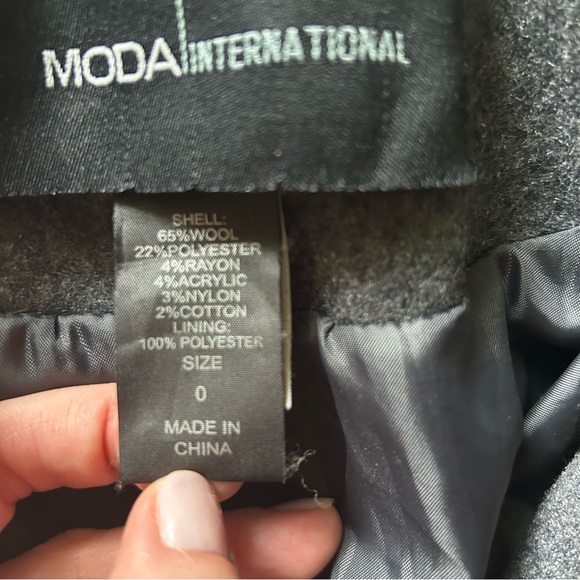 MODA INTERNATIONAL
SHELL:
65%WOOL
22%POLYESTER
4%RAYON
4%ACRYLIC
3%NYLON
2%COTTON
LINING:
100% POLYESTER
SIZE
0
MADE IN
CHINA